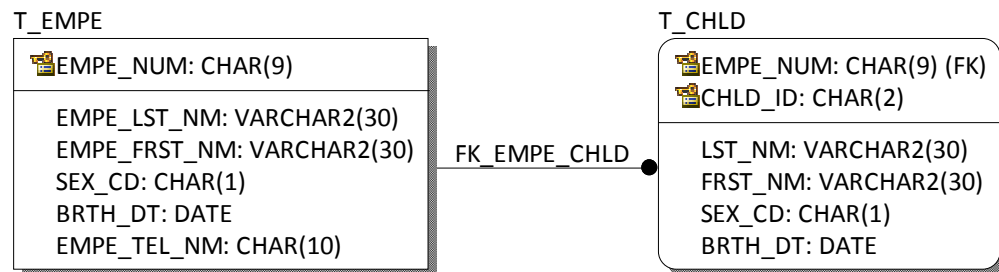 T_EMPE
EMPE_NUM: CHAR(9)
EMPE_LST_NM: VARCHAR2(30)
EMPE_FRST_NM: VARCHAR2(30)
SEX_CD: CHAR(1)
BRTH_DT: DATE
EMPE_TEL_NM: CHAR(10)
FK_EMPE_CHLD
T_CHLD
EMPE_NUM: CHAR(9) (FK)
CHLD_ID: CHAR(2)
LST_NM: VARCHAR2(30)
FRST_NM: VARCHAR2(30)
SEX_CD: CHAR(1)
BRTH_DT: DATE